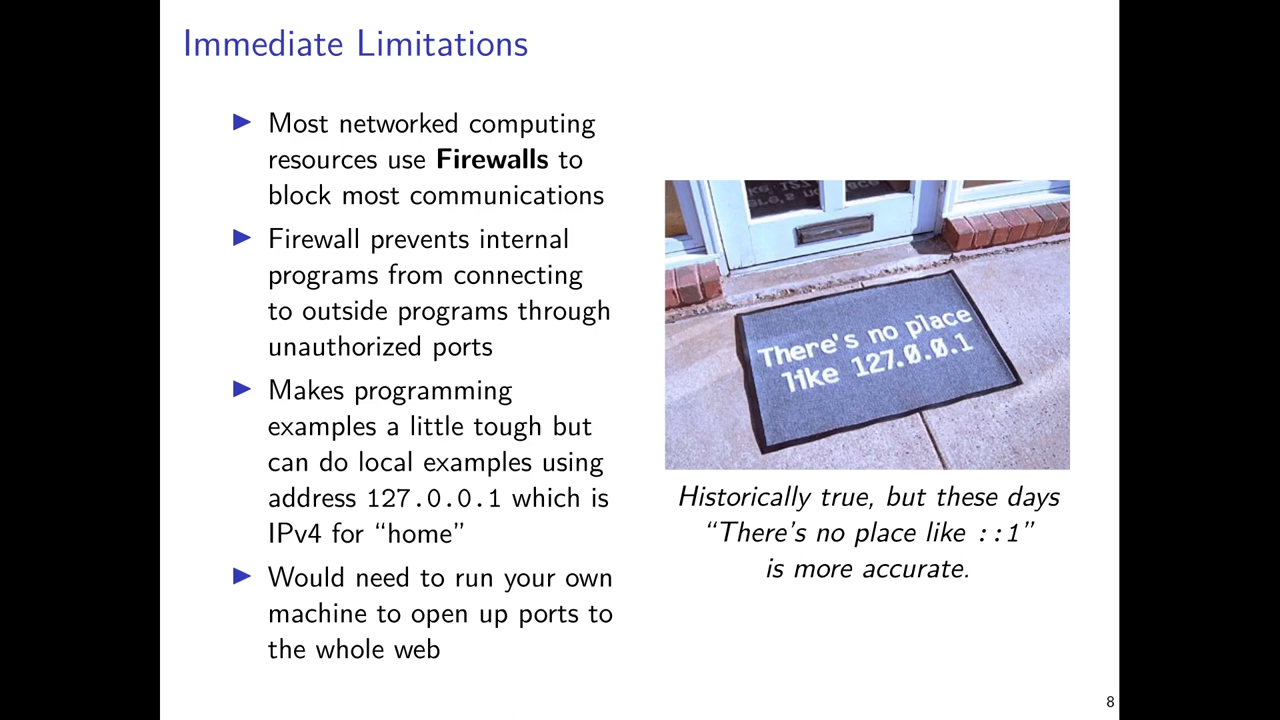 Immediate Limitations
▶ Most networked computing
resources use Firewalls to
block most communications
▶ Firewall prevents internal
programs from connecting
to outside programs through
unauthorized ports
▶ Makes programming
examples a little tough but
can do local examples using
address 127.0.0.1 which is
IPv4 for “home”
▶ Would need to run your own
machine to open up ports to
the whole web
There's no place
like 127.0.0.1
Historically true, but these days
“There's no place like ::1”
is more accurate.
8